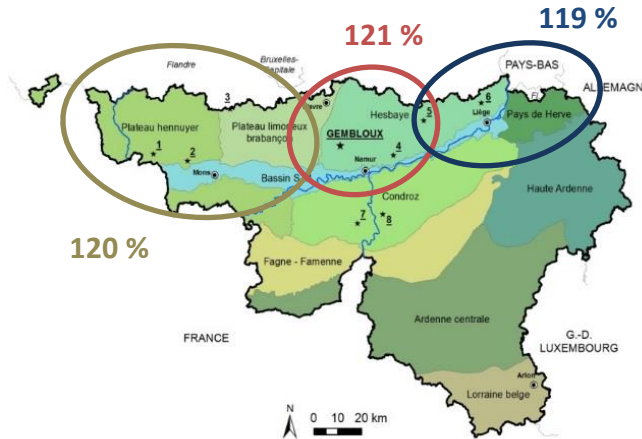 119 %
121 %
Flandre
Bruxelles-
Capitale
PAYS-BAS
ALLEMAGN
3
6
Hesbaye
5
Liège
Pays de Herve
Plateau hennuyer
Plateau limoneux
brabançon
GEMBLOUX
1
2
4
Mons
Namur
Bassin S
Haute Ardenne
Condroz
7
8
120 %
Fagne - Famenne
FRANCE
Ardenne centrale
G.-D.
LUXEMBOURG
Arlon
Lorraine belge
N
0 10 20 km